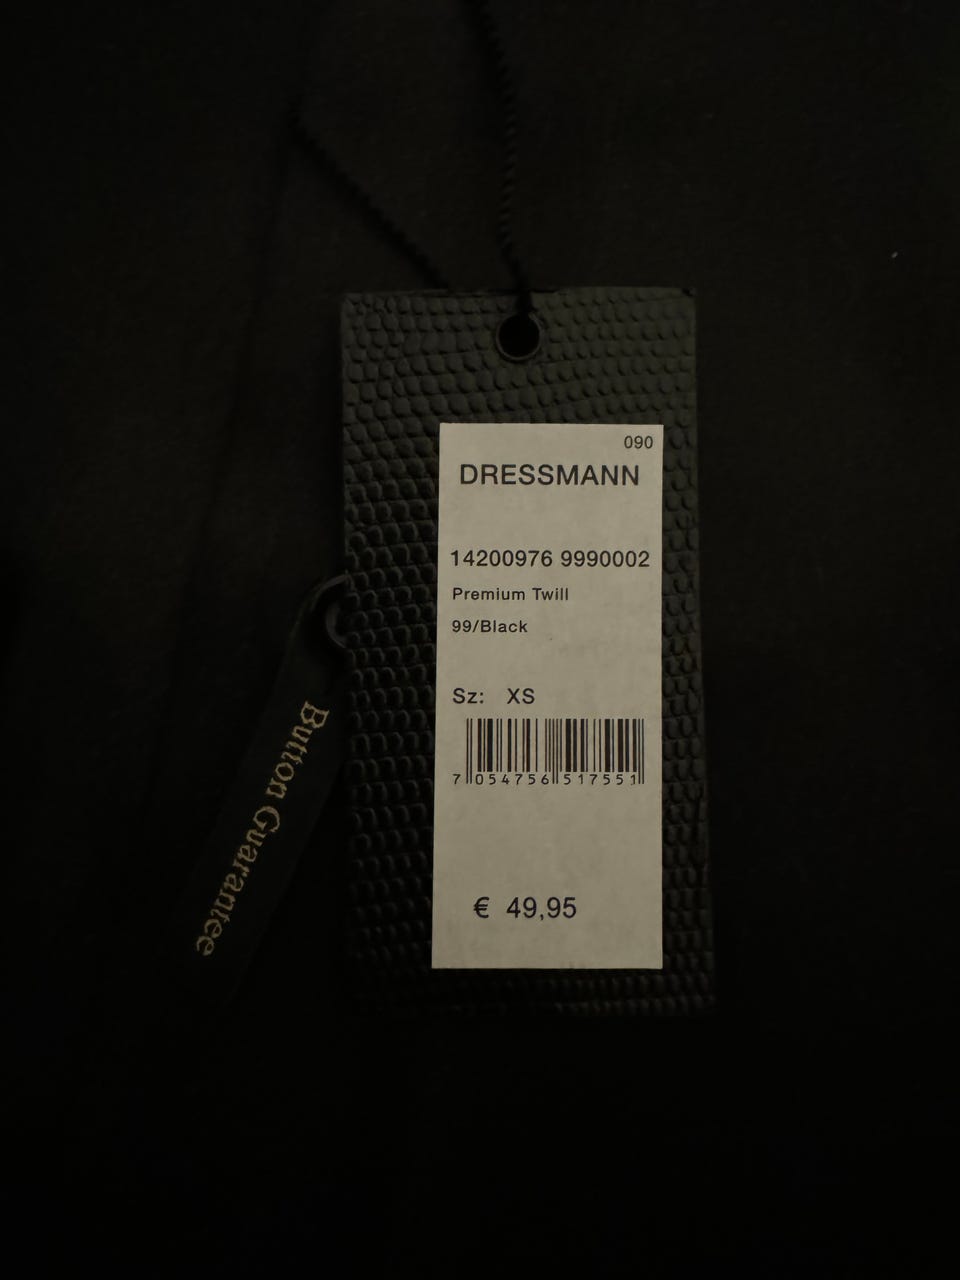 090
DRESSMANN
14200976 9990002
Premium Twill
99/Black
Sz: XS
7 054756 517551
€ 49,95
Button Guarantee